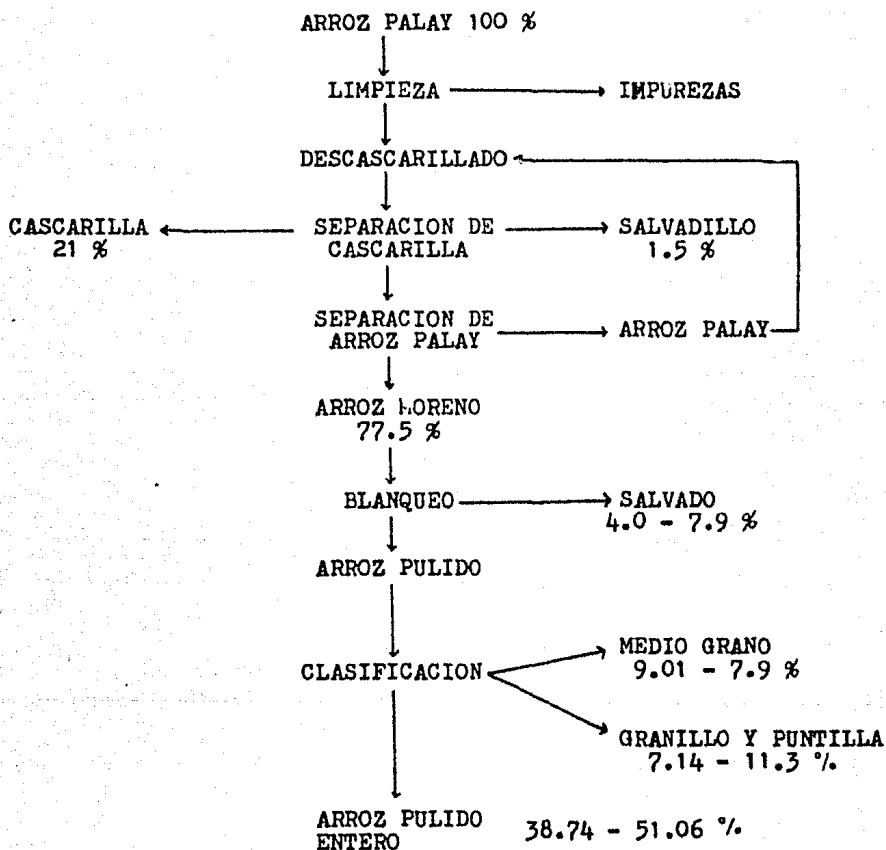 ARROZ PALAY 100 %
LIMPIEZA
IMPUREZAS
DESCASCARILLADO
CASCARILLA
21 %
SEPARACION DE
CASCARILLA
SALVADILLO
1.5 %
SEPARACION DE
ARROZ PALAY
ARROZ PALAY
ARROZ MORENO
77.5 %
BLANQUEO
SALVADO
4.0 - 7.9 %
ARROZ PULIDO
CLASIFICACION
MEDIO GRANO
9.01 - 7.9 %
GRANILLO Y PUNTILLA
7.14 - 11.3 %
ARROZ PULIDO
ENTERO
38.74 - 51.06 %